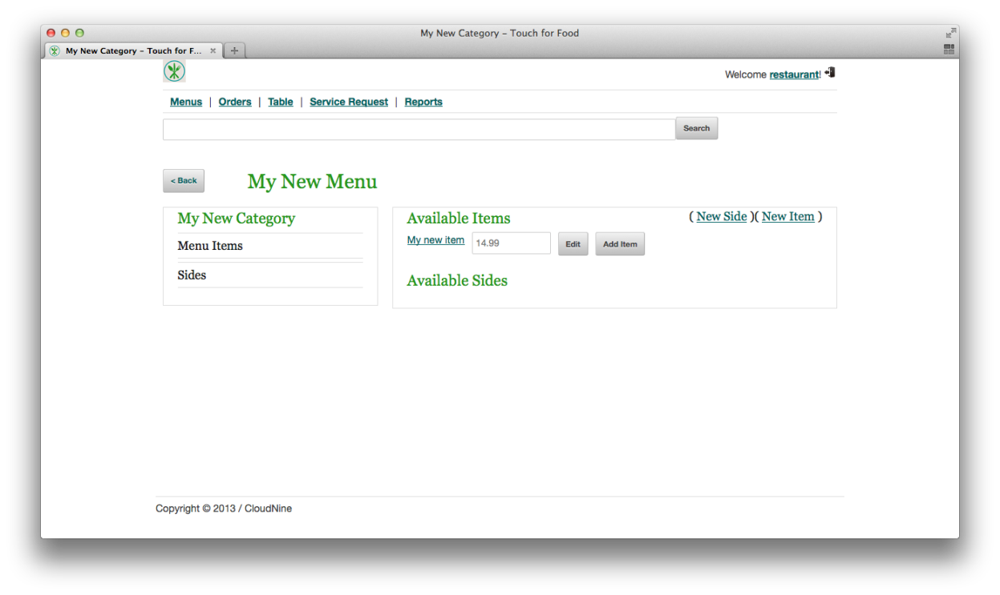 My New Category – Touch for Food
My New Category – Touch for F...
Welcome restaurant!
Menus | Orders | Table | Service Request | Reports
Search
< Back
My New Menu
My New Category
Menu Items
Sides
Available Items
( New Side )( New Item )
My new item 14.99 Edit Add Item
Available Sides
Copyright © 2013 / CloudNine